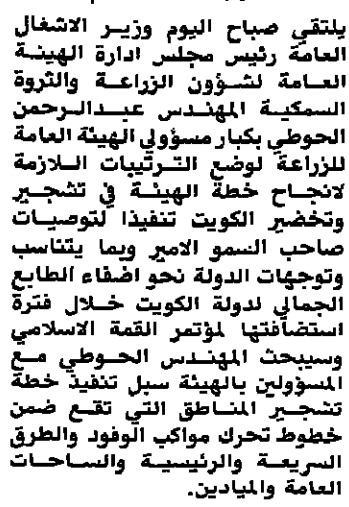 يلتقي صباح اليوم وزير الاشغال
العامة رئيس مجلس ادارة الهيئة
العامة لشؤون الزراعة والثروة
السمكية المهندس عبدالرحمن
الحوطي بكبار مسؤولي الهيئة العامة
للزراعة لوضع الترتيبات اللازمة
لانجاح خطة الهيئة في تشجير
وتخضير الكويت تنفيذا لتوصيات
صاحب السمو الامير وبما يتناسب
وتوجهات الدولة نحو اضفاء الطابع
الجمالي لدولة الكويت خلال فترة
استضافتها لمؤتمر القمة الاسلامي
وسيبحث المهندس الحوطي مع
المسؤولين بالهيئة سبل تنفيذ خطة
تشجير المناطق التي تقع ضمن
خطوط تحرك مواكب الوفود والطرق
السريعة والرئيسية والساحات
العامة والميادين.